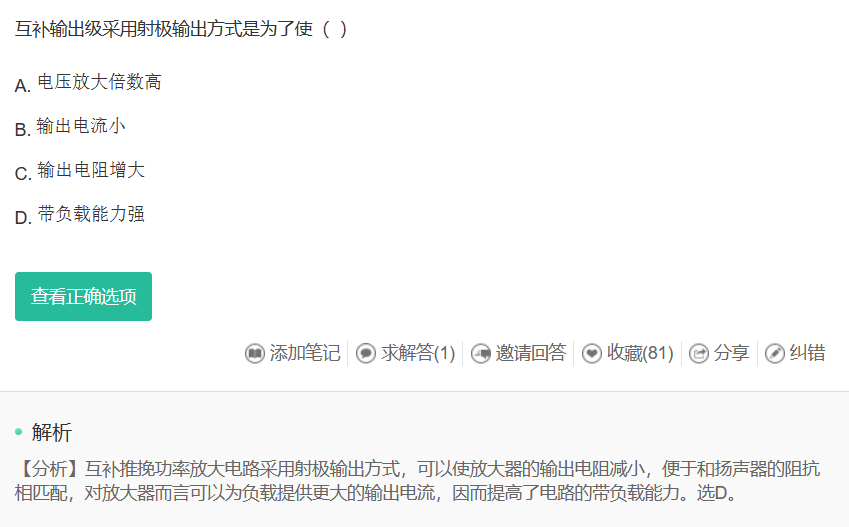 互补输出级采用射极输出方式是为了使（ ）
A. 电压放大倍数高
B. 输出电流小
C. 输出电阻增大
D. 带负载能力强
查看正确选项
添加笔记 求解答(1) 邀请回答 收藏(81) 分享 纠错
解析
【分析】互补推挽功率放大电路采用射极输出方式，可以使放大器的输出电阻减小，便于和扬声器的阻抗
相匹配，对放大器而言可以为负载提供更大的输出电流，因而提高了电路的带负载能力。选D。